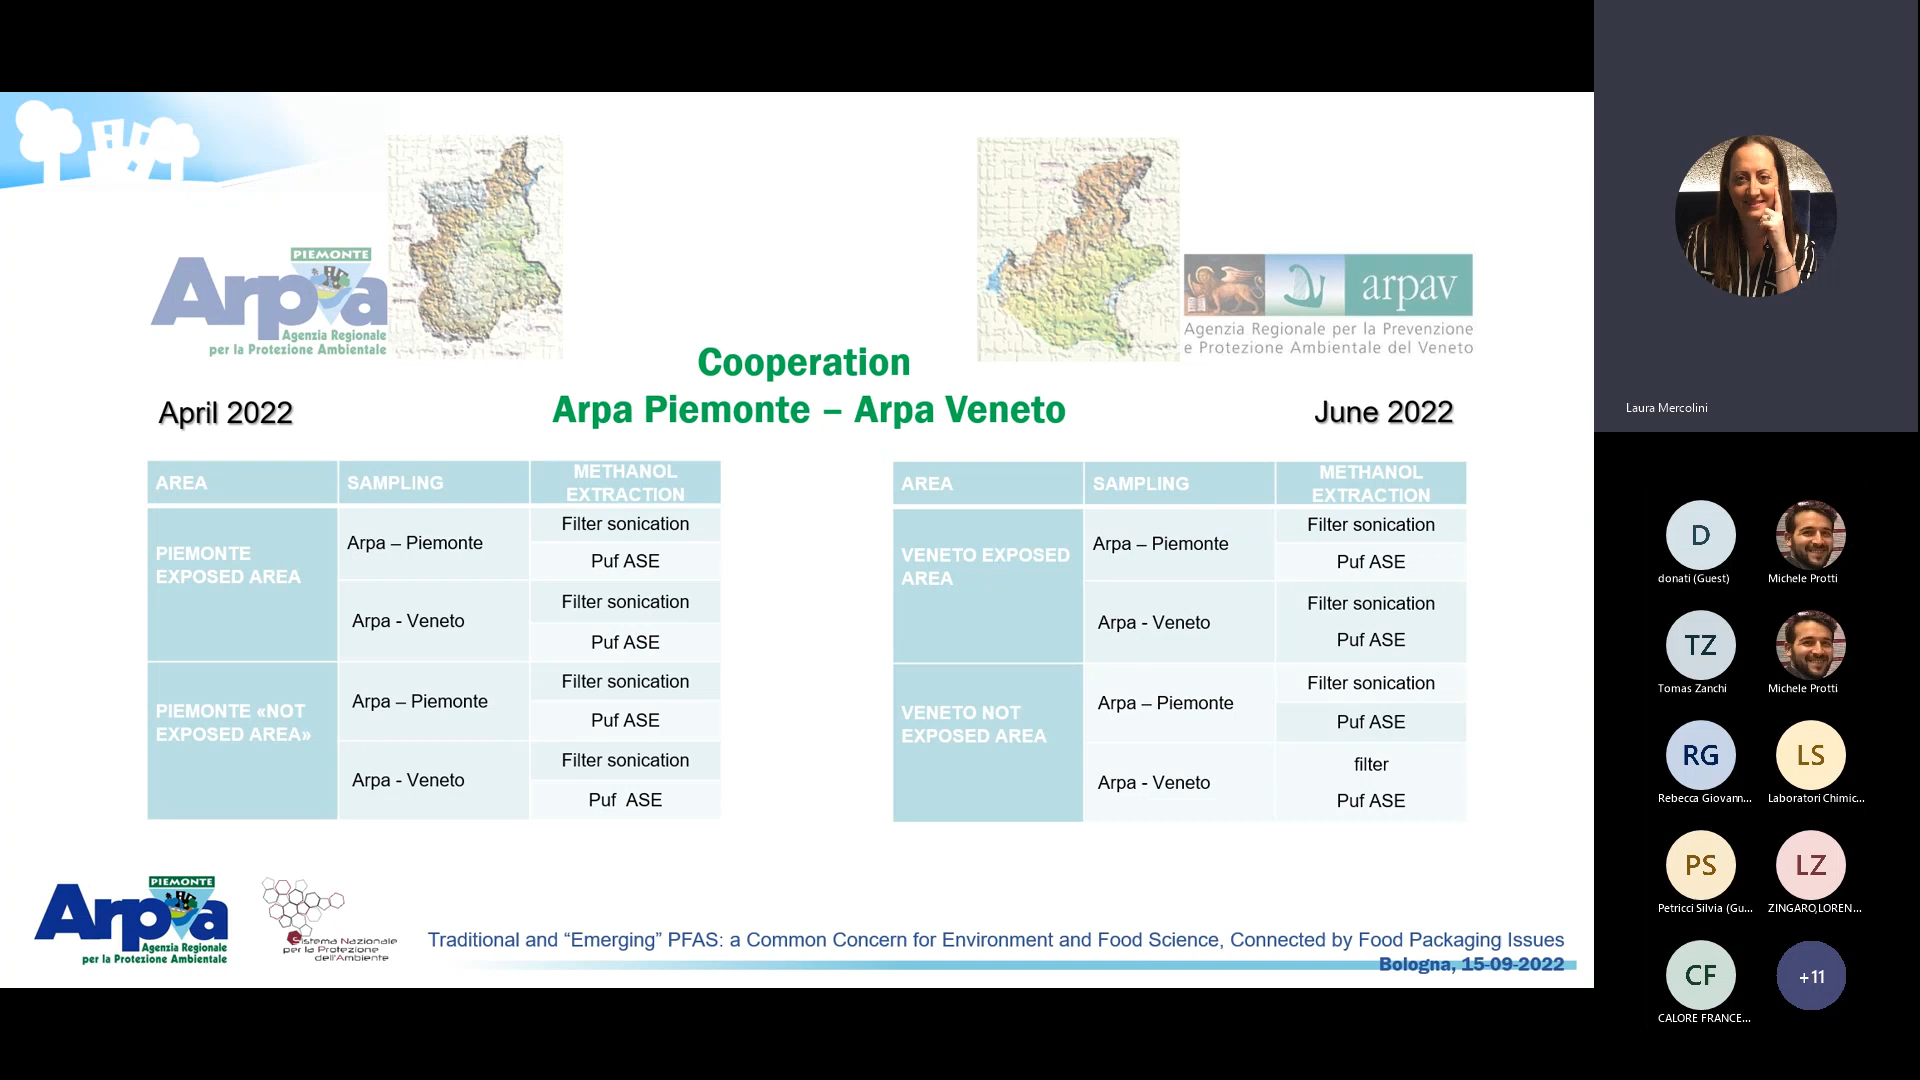 PIEMONTE
Arpa
Agenzia Regionale
per la Protezione Ambientale
arpav
Agenzia Regionale per la Prevenzione
e Protezione Ambientale del Veneto
Cooperation
Arpa Piemonte – Arpa Veneto
April 2022
June 2022
AREA SAMPLING METHANOL
EXTRACTION
PIEMONTE
EXPOSED AREA
Arpa – Piemonte
Filter sonication
Puf ASE
Arpa - Veneto
Filter sonication
Puf ASE
PIEMONTE «NOT
EXPOSED AREA»
Arpa – Piemonte
Filter sonication
Puf ASE
Arpa - Veneto
Filter sonication
Puf ASE
AREA SAMPLING METHANOL
EXTRACTION
VENETO EXPOSED
AREA
Arpa – Piemonte
Filter sonication
Puf ASE
Arpa - Veneto
Filter sonication
Puf ASE
VENETO NOT
EXPOSED AREA
Arpa – Piemonte
Filter sonication
Puf ASE
Arpa - Veneto
filter
Puf ASE
PIEMONTE
Arpa
Agenzia Regionale
per la Protezione Ambientale
Sistema Nazionale
per la Protezione
dell'Ambiente
Traditional and “Emerging” PFAS: a Common Concern for Environment and Food Science, Connected by Food Packaging Issues
Bologna, 15-09-2022
Laura Mercolini
D
donati (Guest)
Michele Protti
TZ
Tomas Zanchi
Michele Protti
RG
Rebecca Giovann...
LS
Laboratori Chimic...
PS
Petricci Silvia (Gu...
LZ
ZINGARO,LOREN...
CF
CALORE FRANCE...
+11